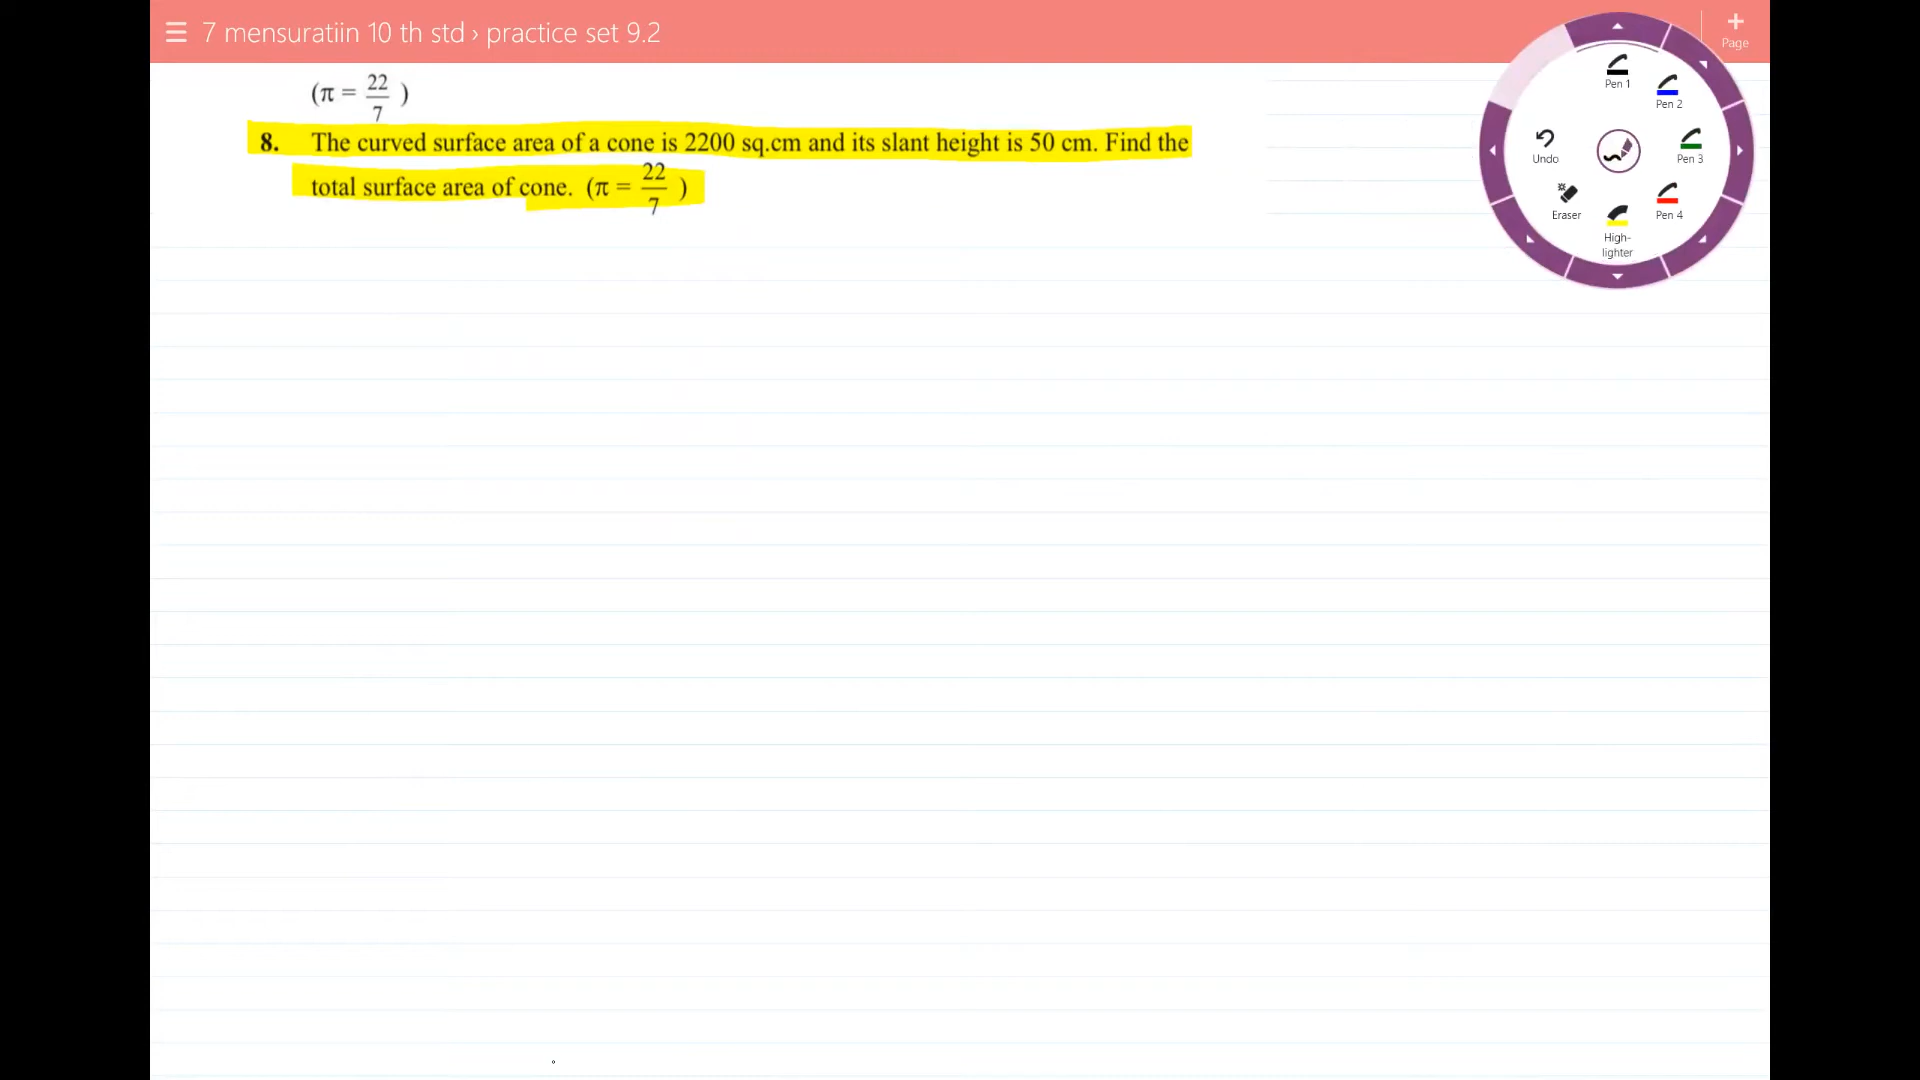 7 mensuratiin 10 th std › practice set 9.2
+
Page
(π = 22/7 )
8. The curved surface area of a cone is 2200 sq.cm and its slant height is 50 cm. Find the
total surface area of cone. (π = 22/7 )
Pen 1
Pen 2
Undo
Pen 3
Eraser
Pen 4
High-
lighter